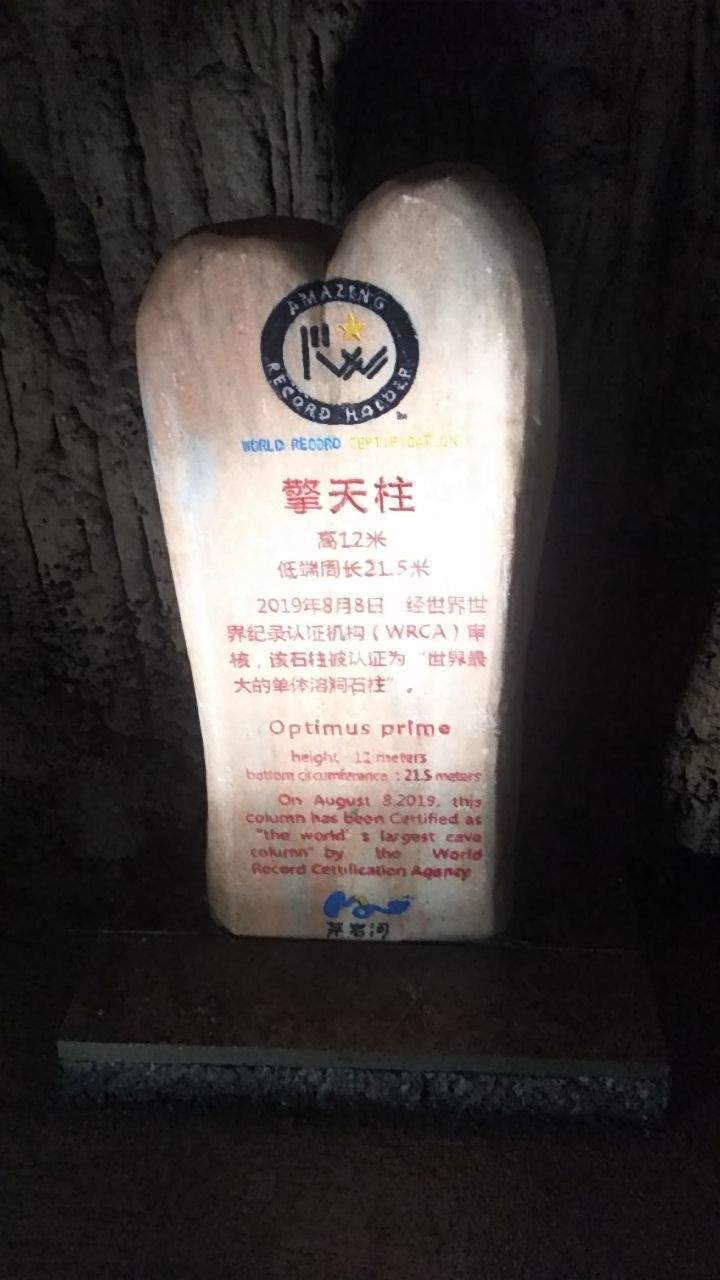 AMAZING
RECORD HOLDER
WORLD RECORD CERTIFICATION
擎天柱
高12米
低端周长21.5米
2019年8月8日 经世界世
界纪录认证机构（WRCA）审
核，该石柱被认证为“世界最
大的单体溶洞石柱”。
Optimus prime
height 12 meters
bottom circumference : 21.5 meters
On August 8.2019, this
column has been Certified as
"the world' s largest cave
column" by the World
Record Certification Agency
萍岩河